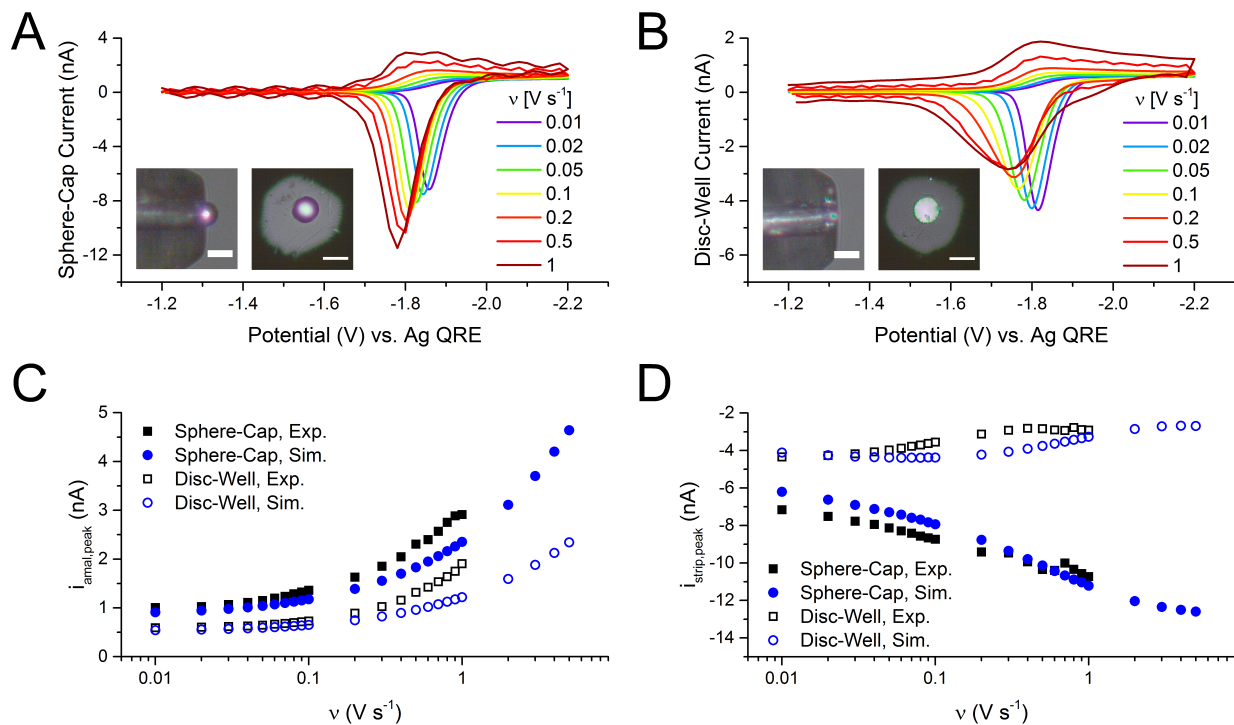 A
Sphere-Cap Current (nA)
4
0
-4
-8
-12
ν [V s⁻¹]
0.01
0.02
0.05
0.1
0.2
0.5
1
-1.2
-1.4
-1.6
-1.8
-2.0
-2.2
Potential (V) vs. Ag QRE
B
Disc-Well Current (nA)
4
2
0
-2
-4
-6
ν [V s⁻¹]
0.01
0.02
0.05
0.1
0.2
0.5
1
-1.2
-1.4
-1.6
-1.8
-2.0
-2.2
Potential (V) vs. Ag QRE
C
i amal,peak (nA)
5
4
3
2
1
0
Sphere-Cap, Exp.
Sphere-Cap, Sim.
Disc-Well, Exp.
Disc-Well, Sim.
0.01
0.1
1
ν (V s⁻¹)
D
i strip,peak (nA)
-2
-4
-6
-8
-10
-12
-14
Sphere-Cap, Exp.
Sphere-Cap, Sim.
Disc-Well, Exp.
Disc-Well, Sim.
0.01
0.1
1
ν (V s⁻¹)